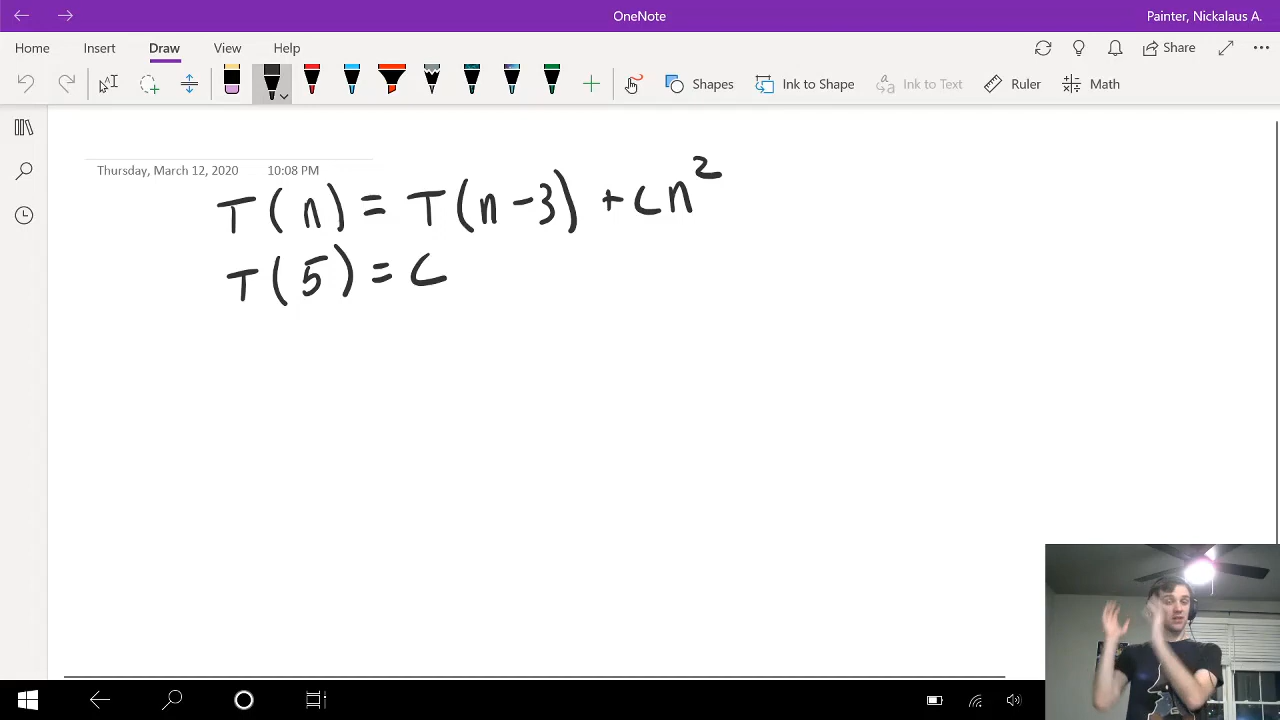 OneNote
Painter, Nickalaus A.
Home Insert Draw View Help
Share
Shapes Ink to Shape Ink to Text Ruler Math
Thursday, March 12, 2020 10:08 PM
T(n) = T(n-3) + cn²
T(5) = c